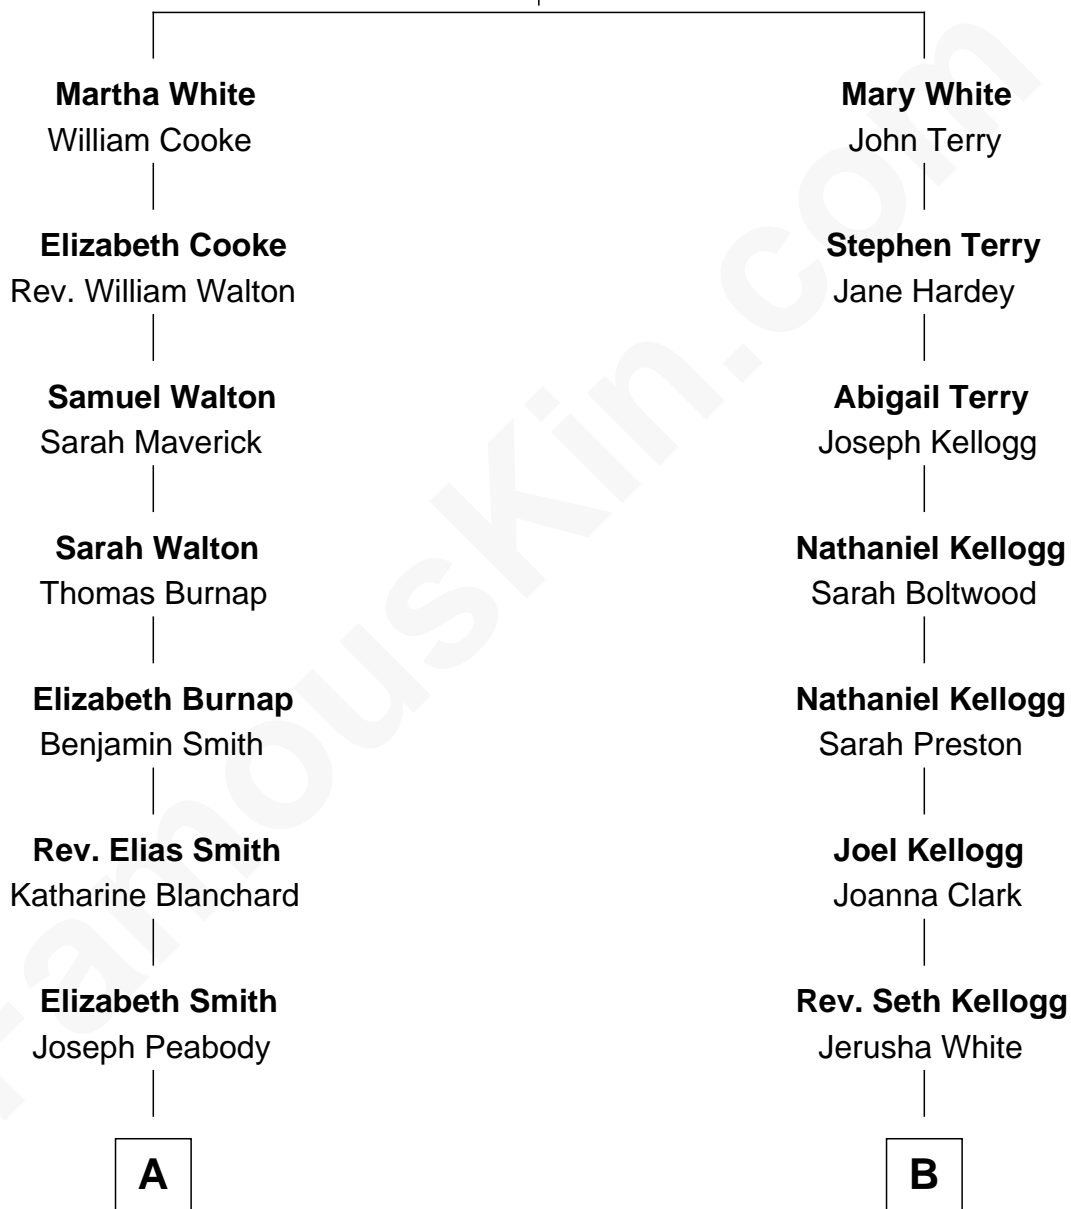 Martha White
William Cooke
Elizabeth Cooke
Rev. William Walton
Samuel Walton
Sarah Maverick
Sarah Walton
Thomas Burnap
Elizabeth Burnap
Benjamin Smith
Rev. Elias Smith
Katharine Blanchard
Elizabeth Smith
Joseph Peabody
A
Mary White
John Terry
Stephen Terry
Jane Hardey
Abigail Terry
Joseph Kellogg
Nathaniel Kellogg
Sarah Boltwood
Nathaniel Kellogg
Sarah Preston
Joel Kellogg
Joanna Clark
Rev. Seth Kellogg
Jerusha White
B
FamousKin.com